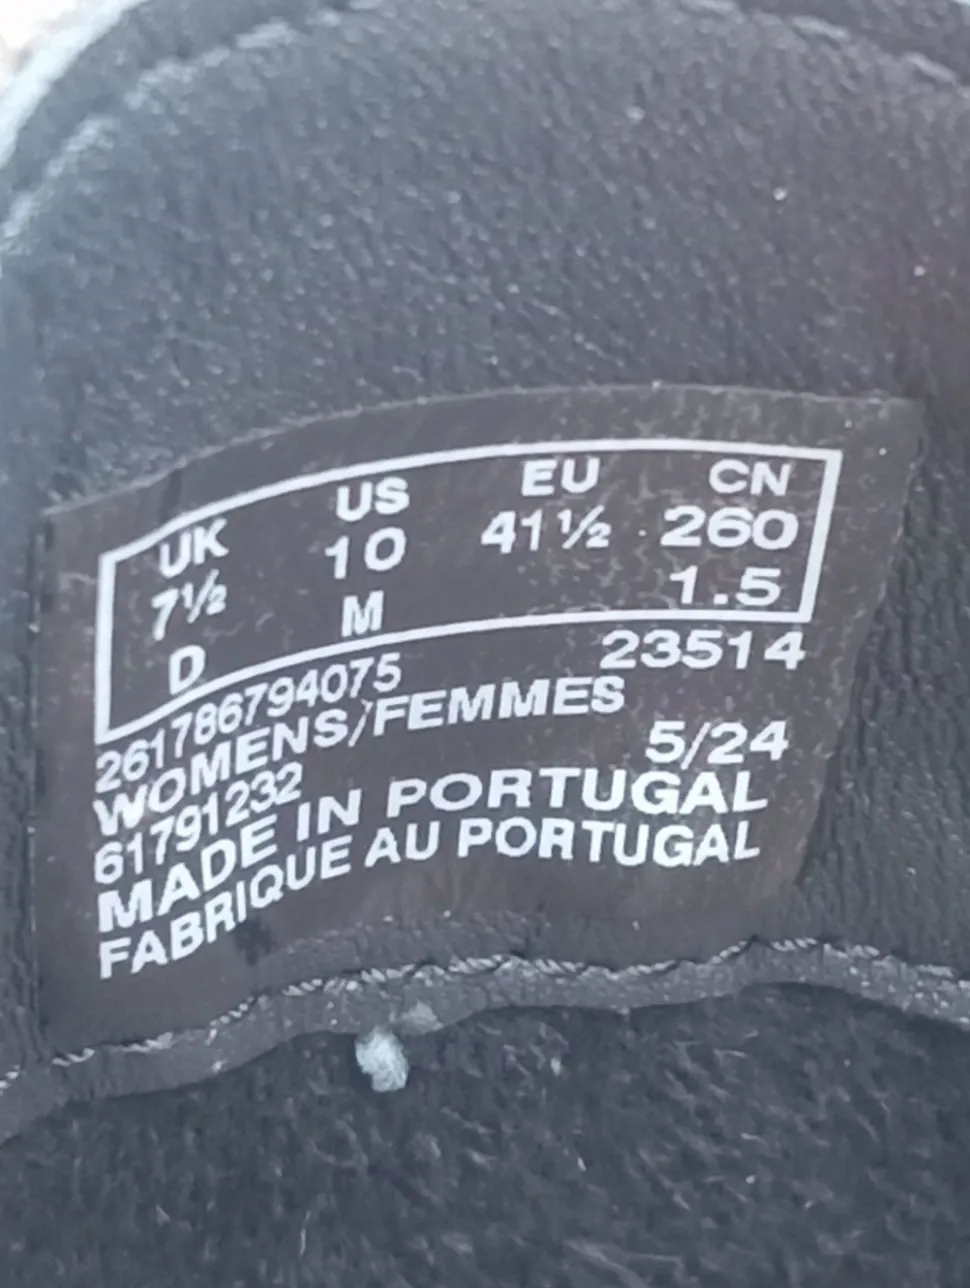 UK US EU CN
7½ 10 41½ 260
D M 1.5
261786794075 23514
WOMENS/FEMMES
61791232 5/24
MADE IN PORTUGAL
FABRIQUE AU PORTUGAL